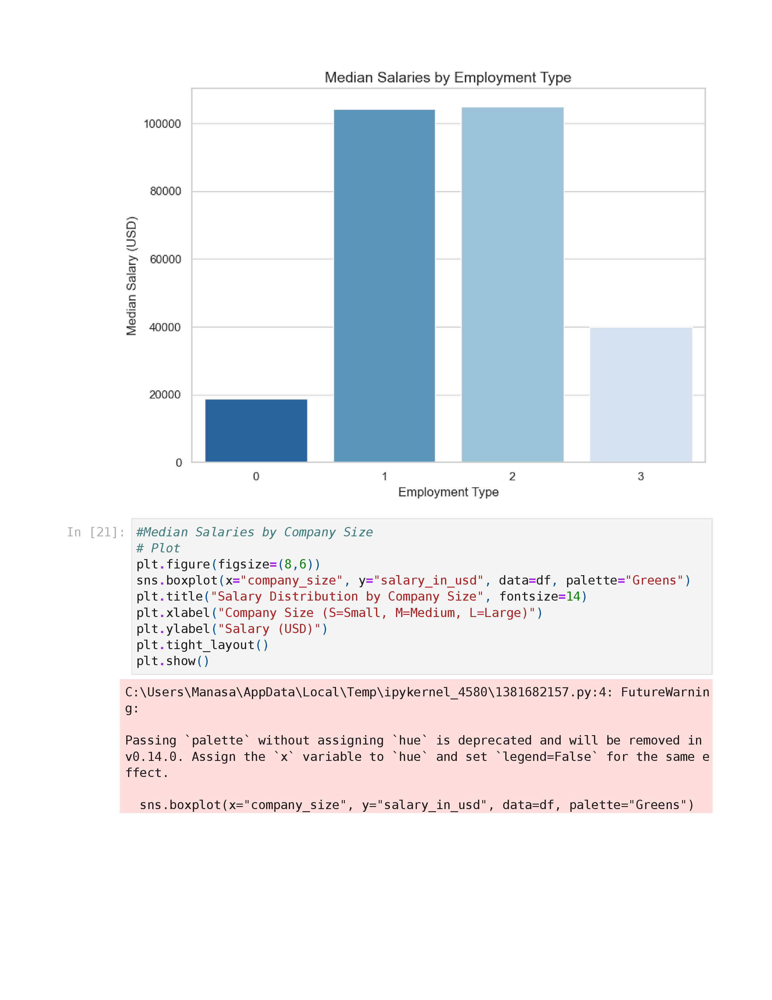 Median Salaries by Employment Type
100000
80000
60000
40000
20000
0
Median Salary (USD)
0 1 2 3
Employment Type
In [21]:
#Median Salaries by Company Size
# Plot
plt.figure(figsize=(8,6))
sns.boxplot(x="company_size", y="salary_in_usd", data=df, palette="Greens")
plt.title("Salary Distribution by Company Size", fontsize=14)
plt.xlabel("Company Size (S=Small, M=Medium, L=Large)")
plt.ylabel("Salary (USD)")
plt.tight_layout()
plt.show()
C:\Users\Manasa\AppData\Local\Temp\ipykernel_4580\1381682157.py:4: FutureWarnin
g:
Passing `palette` without assigning `hue` is deprecated and will be removed in
v0.14.0. Assign the `x` variable to `hue` and set `legend=False` for the same e
ffect.
sns.boxplot(x="company_size", y="salary_in_usd", data=df, palette="Greens")